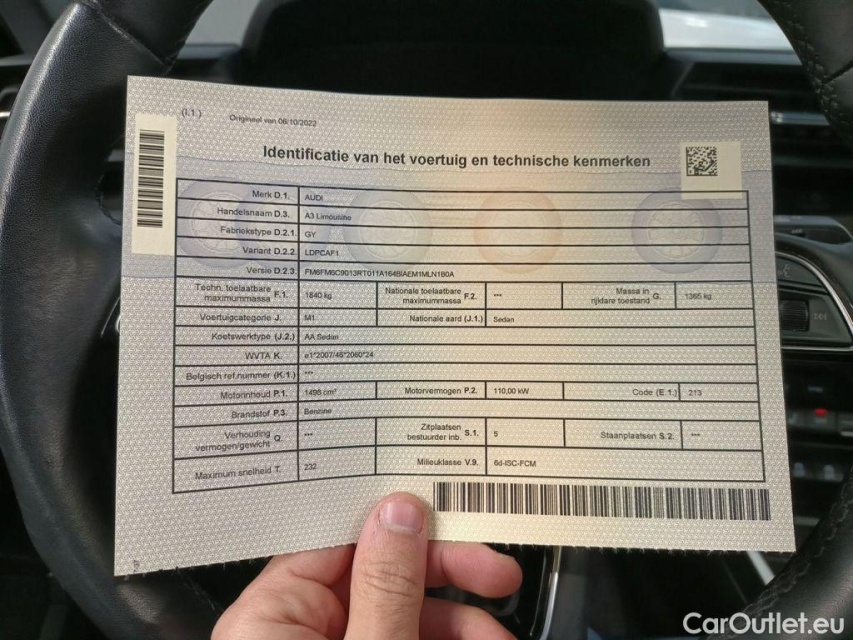 (I.1.)
Origineel van 06/10/2022
Identificatie van het voertuig en technische kenmerken
Merk D.1. AUDI
Handelsnaam D.3. A3 Limousine
Fabriekstype D.2.1. GY
Variant D.2.2. LDPCAF1
Versie D.2.3. FM6FM6C9013RT011A164BIAEM1MLN1B0A
Techn. toelaatbare maximummassa F.1. 1840 kg Nationale toelaatbare maximummassa F.2. *** Massa in rijklare toestand G. 1365 kg
Voertuigcategorie J. M1 Nationale aard (J.1.) Sedan
Koetswerktype (J.2.) AA Sedan
WVTA K. e1*2007/46*2060*24
Belgisch ref.nummer (K.1.) ***
Motorinhoud P.1. 1498 cm³ Motorvermogen P.2. 110,00 kW Code (E.1.) 213
Brandstof P.3. Benzine
Verhouding vermogen/gewicht Q. *** Zitplaatsen bestuurder inb. S.1. 5 Staanplaatsen S.2. ***
Maximum snelheid T. 232 Milieuklasse V.9. 6d-ISC-FCM
CarOutlet.eu